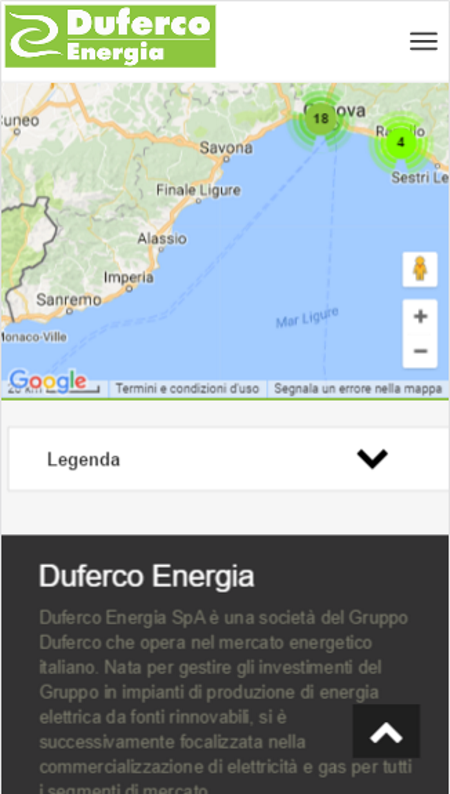 Duferco
Energia
uneo
18
ova
4
Savona
Sestri Le
Finale Ligure
Alassio
Imperia
Sanremo
Mar Ligure
Monaco-Ville
Google
Termini e condizioni d'uso
Segnala un errore nella mappa
Legenda
Duferco Energia
Duferco Energia SpA è una società del Gruppo
Duferco che opera nel mercato energetico
italiano. Nata per gestire gli investimenti del
Gruppo in impianti di produzione di energia
elettrica da fonti rinnovabili, si è
successivamente focalizzata nella
commercializzazione di elettricità e gas per tutti
i segmenti di mercato